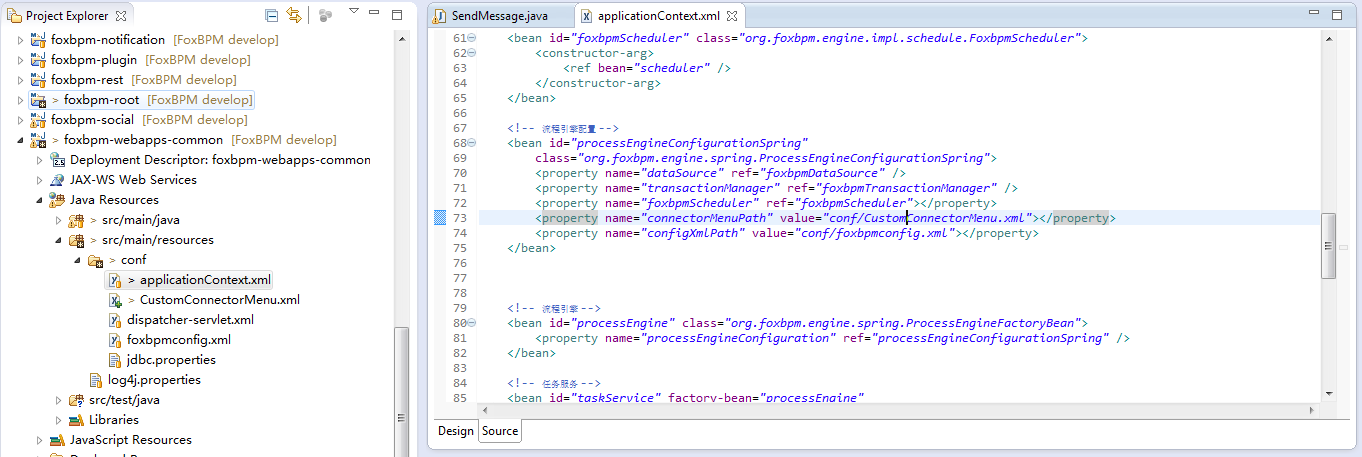 Project Explorer
foxbpm-notification [FoxBPM develop]
foxbpm-plugin [FoxBPM develop]
foxbpm-rest [FoxBPM develop]
> foxbpm-root [FoxBPM develop]
foxbpm-social [FoxBPM develop]
> foxbpm-webapps-common [FoxBPM develop]
Deployment Descriptor: foxbpm-webapps-common
JAX-WS Web Services
Java Resources
> src/main/java
> src/main/resources
> conf
> applicationContext.xml
> CustomConnectorMenu.xml
dispatcher-servlet.xml
foxbpmconfig.xml
jdbc.properties
log4j.properties
src/test/java
Libraries
JavaScript Resources
SendMessage.java
applicationContext.xml
61 <bean id="foxbpmScheduler" class="org.foxbpm.engine.impl.schedule.FoxbpmScheduler">
62 <constructor-arg>
63 <ref bean="scheduler" />
64 </constructor-arg>
65 </bean>
66
67 <!-- 流程引擎配置 -->
68 <bean id="processEngineConfigurationSpring"
69 class="org.foxbpm.engine.spring.ProcessEngineConfigurationSpring">
70 <property name="dataSource" ref="foxbpmDataSource" />
71 <property name="transactionManager" ref="foxbpmTransactionManager" />
72 <property name="foxbpmScheduler" ref="foxbpmScheduler"></property>
73 <property name="connectorMenuPath" value="conf/CustomConnectorMenu.xml"></property>
74 <property name="configXmlPath" value="conf/foxbpmconfig.xml"></property>
75 </bean>
76
77
78
79 <!-- 流程引擎 -->
80 <bean id="processEngine" class="org.foxbpm.engine.spring.ProcessEngineFactoryBean">
81 <property name="processEngineConfiguration" ref="processEngineConfigurationSpring" />
82 </bean>
83
84 <!-- 任务服务 -->
85 <bean id="taskService" factory-bean="processEngine"
Design
Source